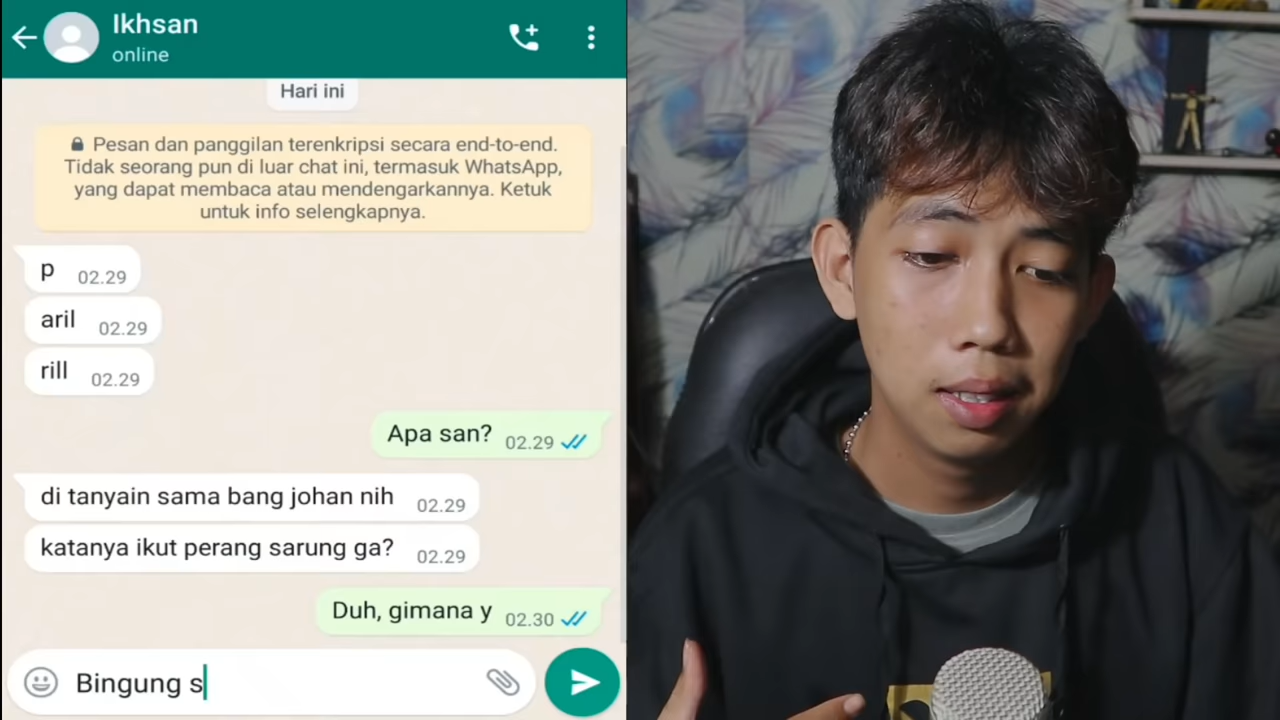 Ikhsan
online
Hari ini
Pesan dan panggilan terenkripsi secara end-to-end.
Tidak seorang pun di luar chat ini, termasuk WhatsApp,
yang dapat membaca atau mendengarkannya. Ketuk
untuk info selengkapnya.
p 02.29
aril 02.29
rill 02.29
Apa san? 02.29
di tanyain sama bang johan nih 02.29
katanya ikut perang sarung ga? 02.29
Duh, gimana y 02.30
Bingung s